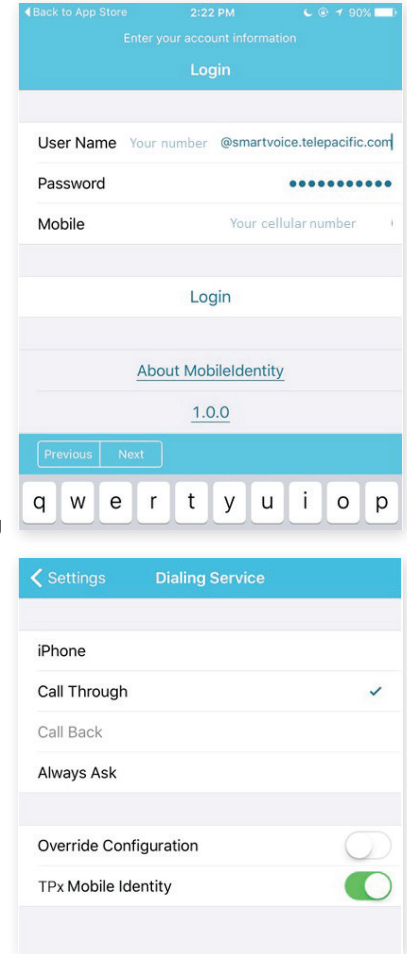 Back to App Store 2:22 PM 90%
Enter your account information
Login
User Name Your number @smartvoice.telepacific.com
Password ●●●●●●●●●●●
Mobile Your cellular number
Login
About MobileIdentity
1.0.0
Previous Next
q w e r t y u i o p
Settings Dialing Service
iPhone
Call Through
Call Back
Always Ask
Override Configuration
TPx Mobile Identity